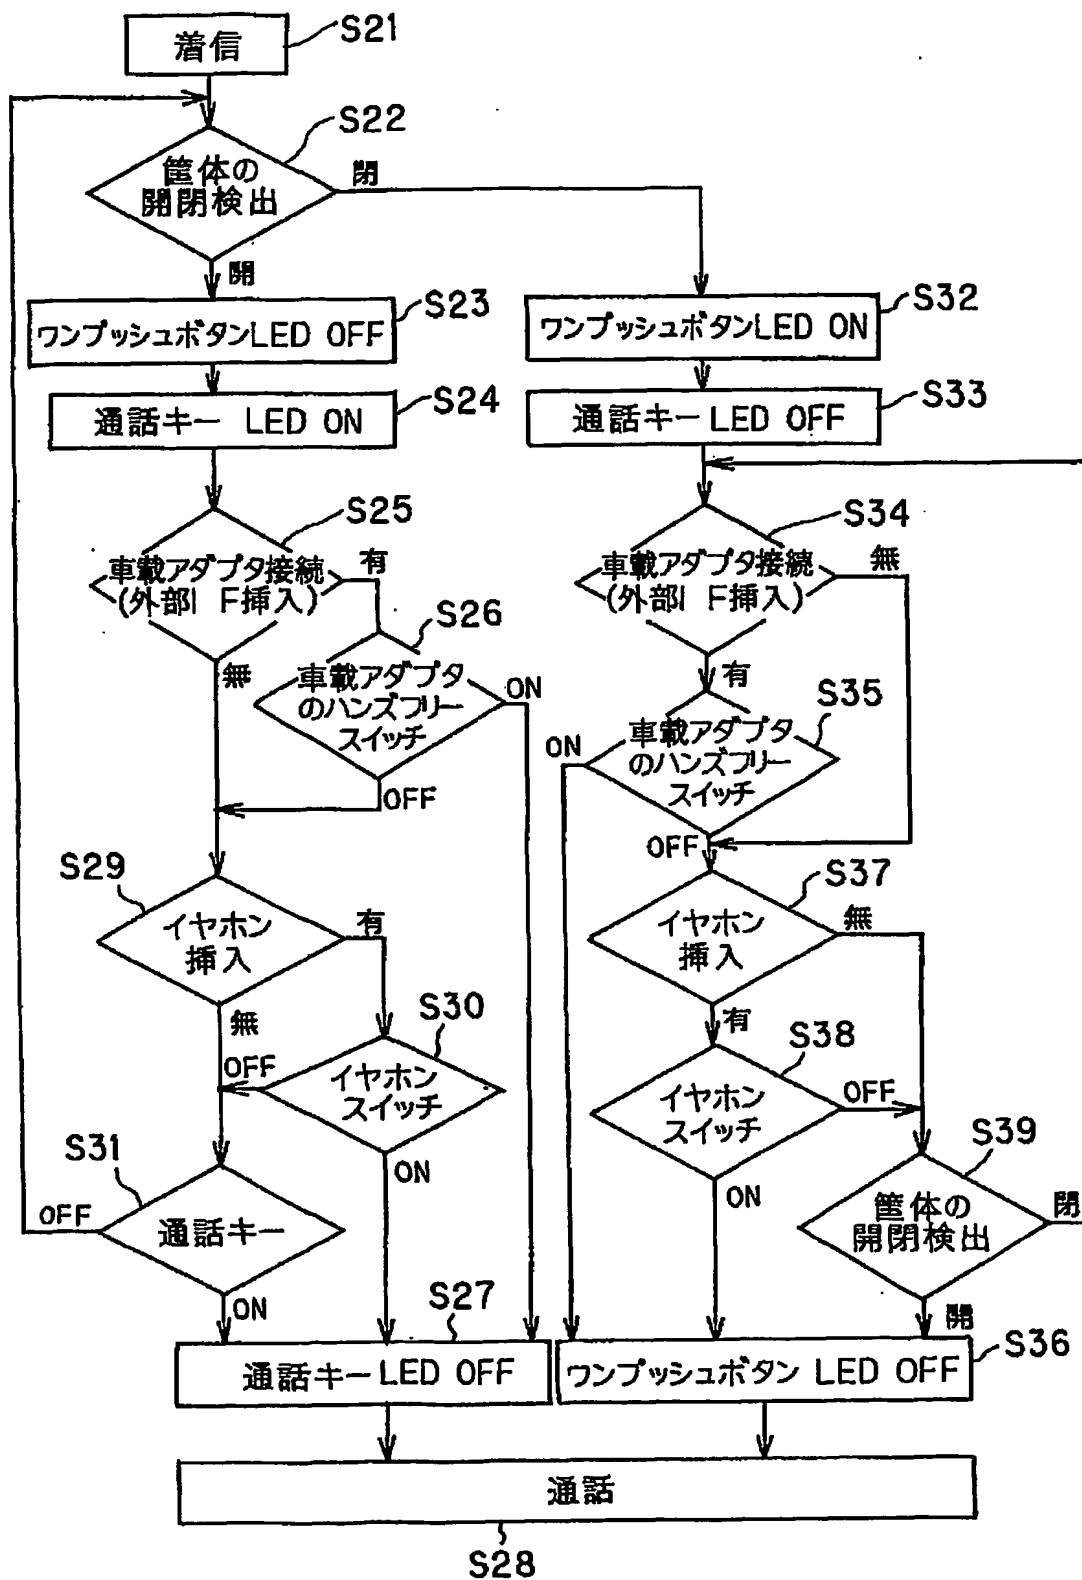 着信
S21
S22
筐体の
開閉検出
閉
開
S23
ワンプッシュボタンLED OFF
S32
ワンプッシュボタンLED ON
S24
通話キー LED ON
S33
通話キーLED OFF
S25
車載アダプタ接続
(外部I F挿入)
有
無
S34
車載アダプタ接続
(外部I F挿入)
無
有
S26
車載アダプタ
のハンズフリー
スイッチ
ON
OFF
S35
車載アダプタ
のハンズフリー
スイッチ
ON
OFF
S29
イヤホン
挿入
有
無
S37
イヤホン
挿入
無
有
S30
イヤホン
スイッチ
OFF
ON
S38
イヤホン
スイッチ
OFF
ON
S31
通話キー
OFF
ON
S39
筐体の
開閉検出
閉
開
S27
通話キーLED OFF
S36
ワンプッシュボタン LED OFF
通話
S28